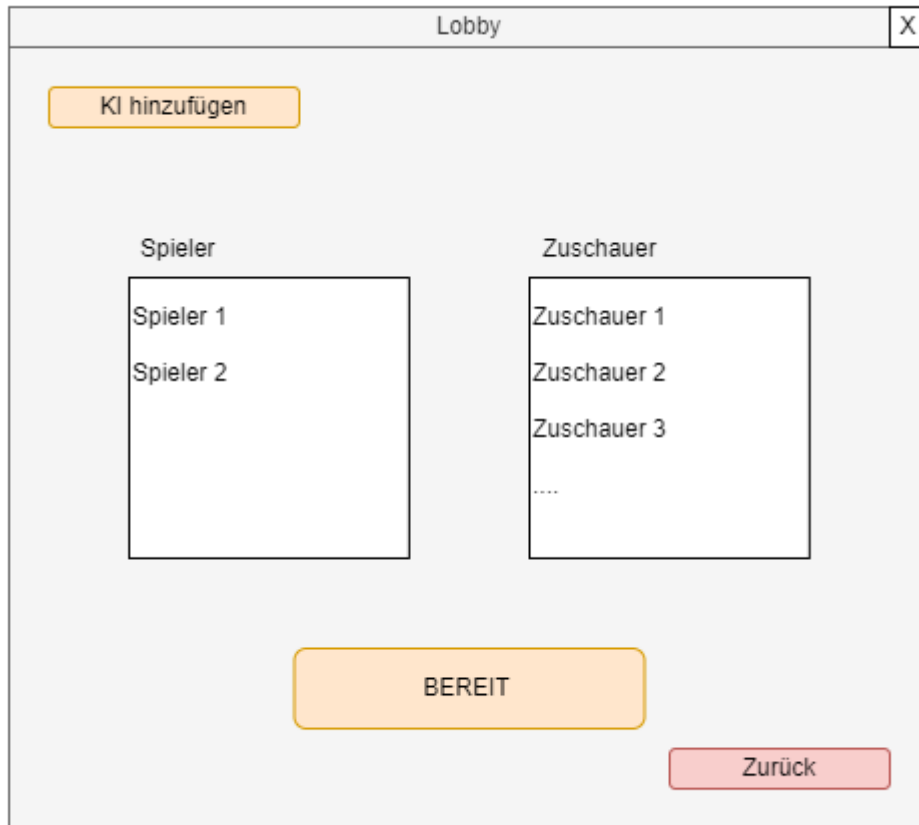 Lobby
X
KI hinzufügen
Spieler
Zuschauer
Spieler 1
Spieler 2
Zuschauer 1
Zuschauer 2
Zuschauer 3
....
BEREIT
Zurück